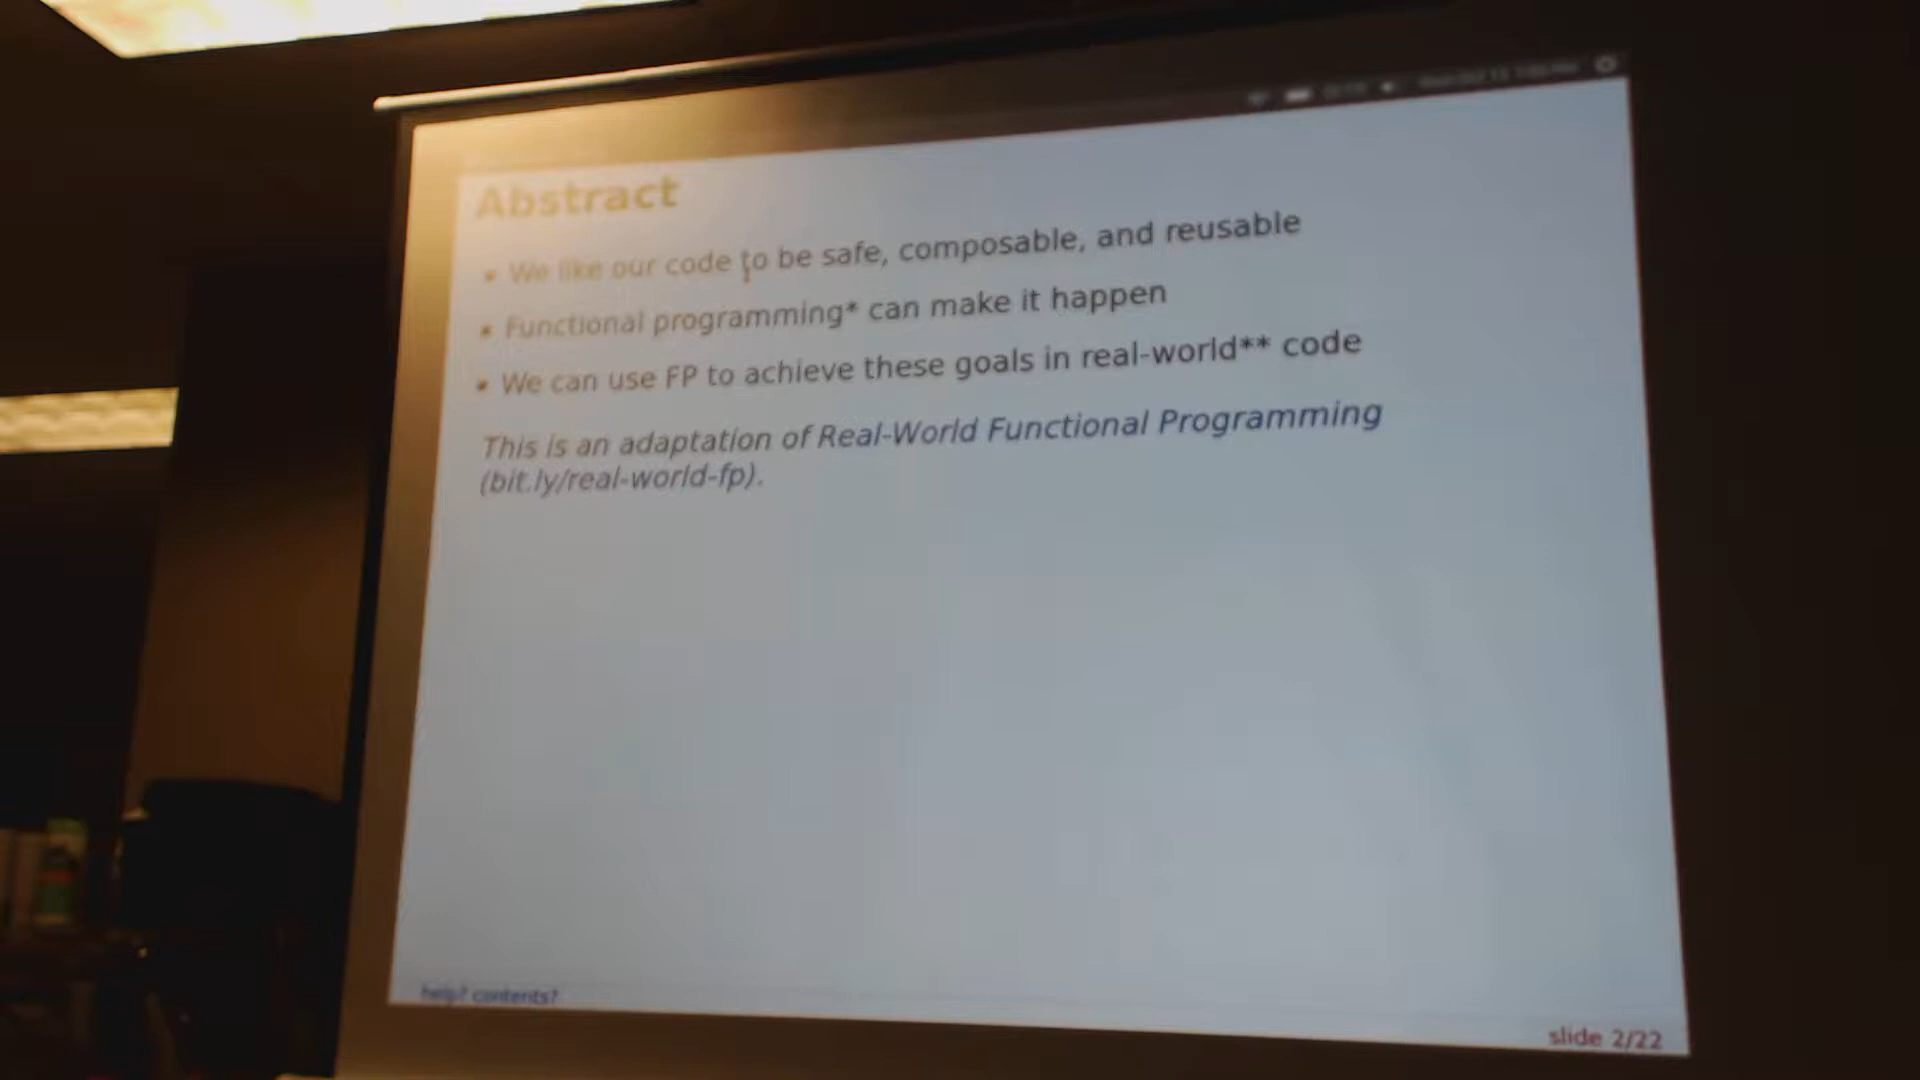 Abstract
We like our code to be safe, composable, and reusable
Functional programming* can make it happen
We can use FP to achieve these goals in real-world** code
This is an adaptation of Real-World Functional Programming
(bit.ly/real-world-fp).
help? contents?
slide 2/22